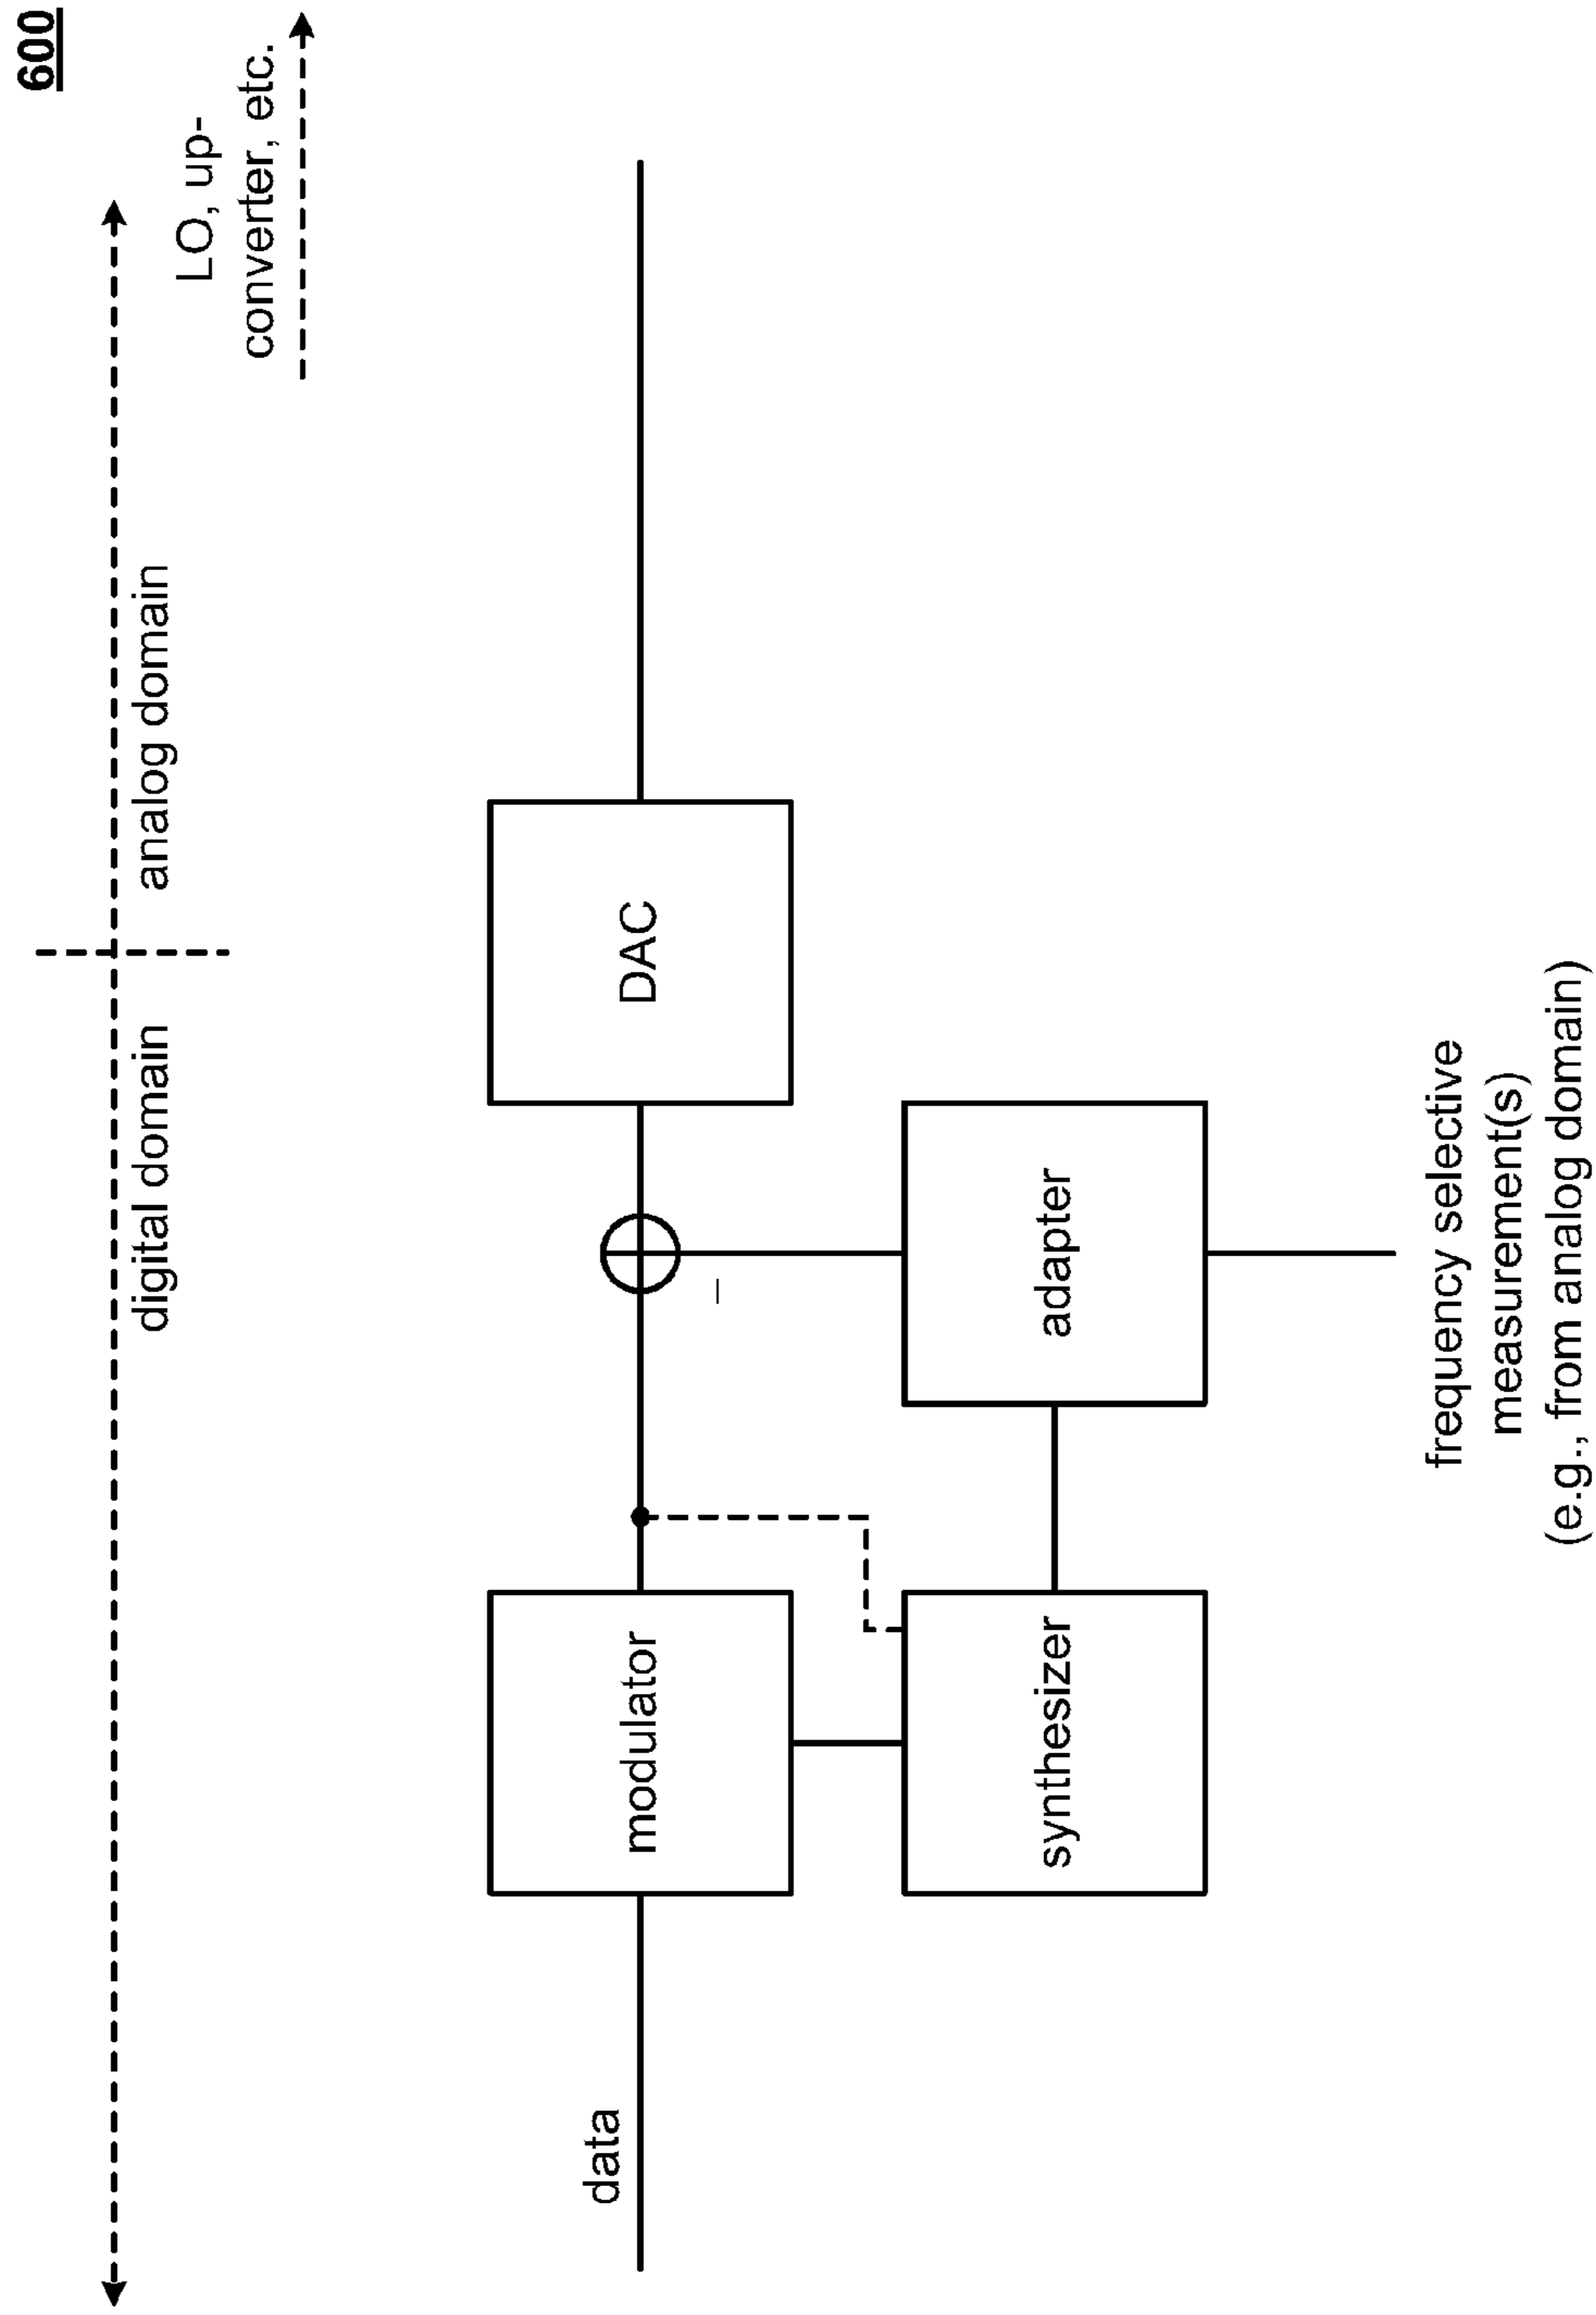 600
LO, up-
converter, etc.
digital domain
analog domain
data
modulator
DAC
–
synthesizer
adapter
frequency selective
measurement(s)
(e.g., from analog domain)